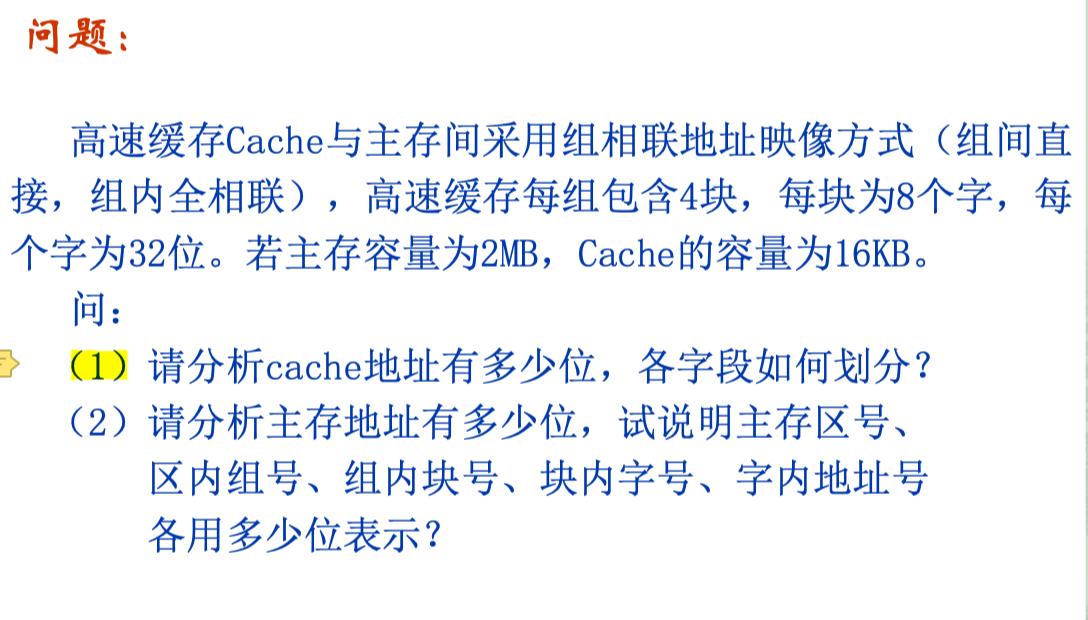 问题：
高速缓存Cache与主存间采用组相联地址映像方式（组间直
接，组内全相联），高速缓存每组包含4块，每块为8个字，每
个字为32位。若主存容量为2MB，Cache的容量为16KB。
问：
（1）请分析cache地址有多少位，各字段如何划分？
（2）请分析主存地址有多少位，试说明主存区号、
区内组号、组内块号、块内字号、字内地址号
各用多少位表示？